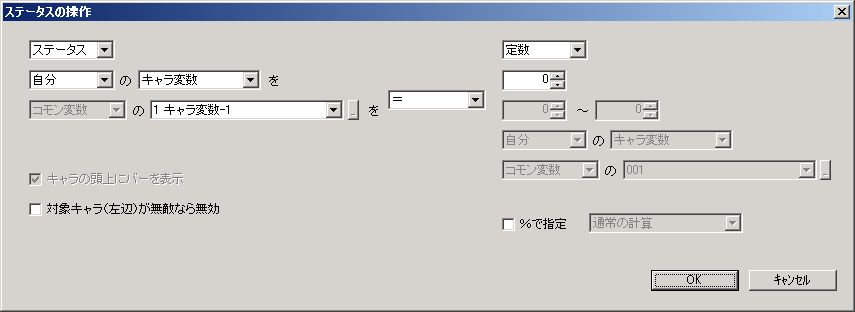 ステータスの操作
ステータス
自分 の キャラ変数 を
コモン変数 の 1 キャラ変数-1 を
=
定数
0
0 ～ 0
自分 の キャラ変数
コモン変数 の 001
キャラの頭上にバーを表示
対象キャラ(左辺)が無敵なら無効
%で指定 通常の計算
OK キャンセル